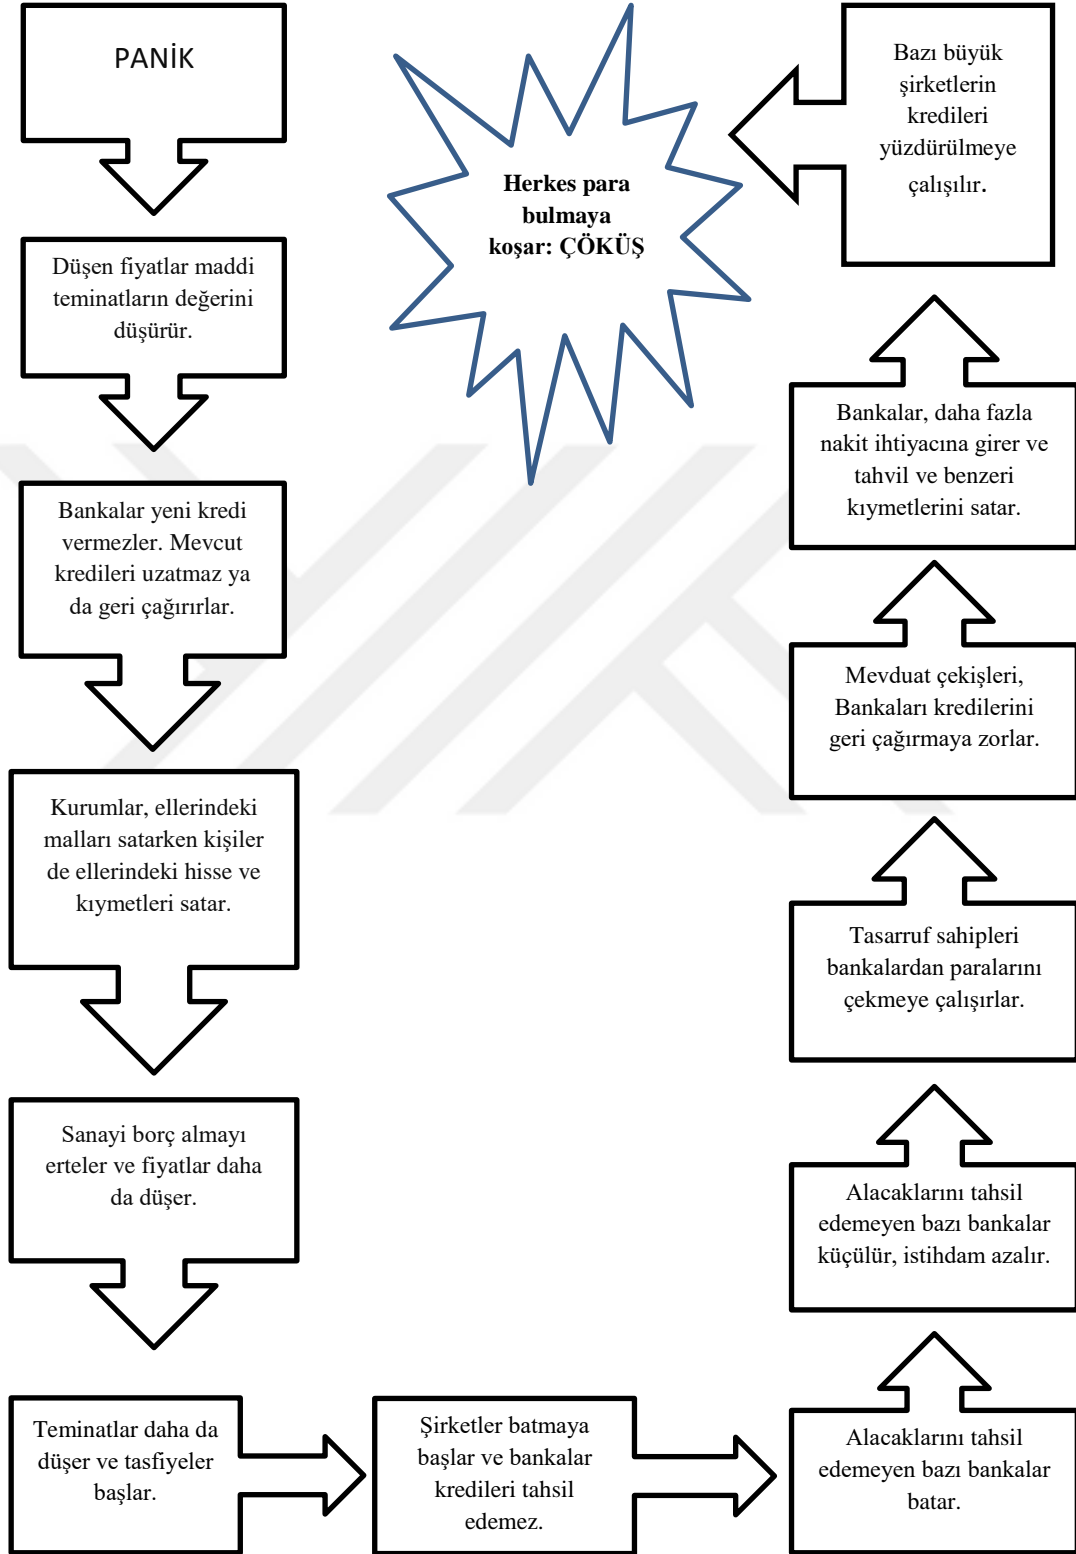 PANİK
Düşen fiyatlar maddi
teminatların değerini
düşürür.
Bankalar yeni kredi
vermezler. Mevcut
kredileri uzatmaz ya
da geri çağırırlar.
Kurumlar, ellerindeki
malları satarken kişiler
de ellerindeki hisse ve
kıymetleri satar.
Sanayi borç almayı
erteler ve fiyatlar daha
da düşer.
Teminatlar daha da
düşer ve tasfiyeler
başlar.
Şirketler batmaya
başlar ve bankalar
kredileri tahsil
edemez.
Alacaklarını tahsil
edemeyen bazı bankalar
batar.
Alacaklarını tahsil
edemeyen bazı bankalar
küçülür, istihdam azalır.
Tasarruf sahipleri
bankalardan paralarını
çekmeye çalışırlar.
Mevduat çekişleri,
Bankaları kredilerini
geri çağırmaya zorlar.
Bankalar, daha fazla
nakit ihtiyacına girer ve
tahvil ve benzeri
kıymetlerini satar.
Bazı büyük
şirketlerin
kredileri
yüzdürülmeye
çalışılır.
Herkes para
bulmaya
koşar: ÇÖKÜŞ